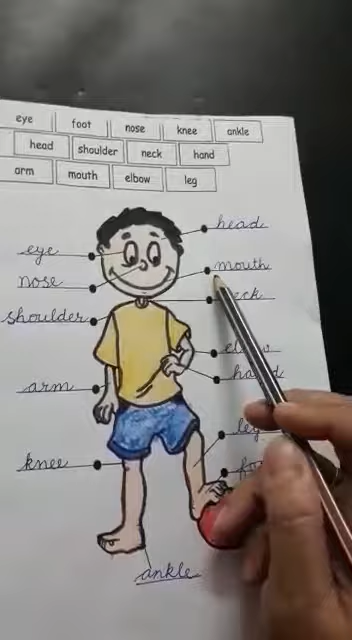 eye foot nose knee ankle
head shoulder neck hand
arm mouth elbow leg
head
eye
mouth
nose
shoulder
arm
knee
ankle